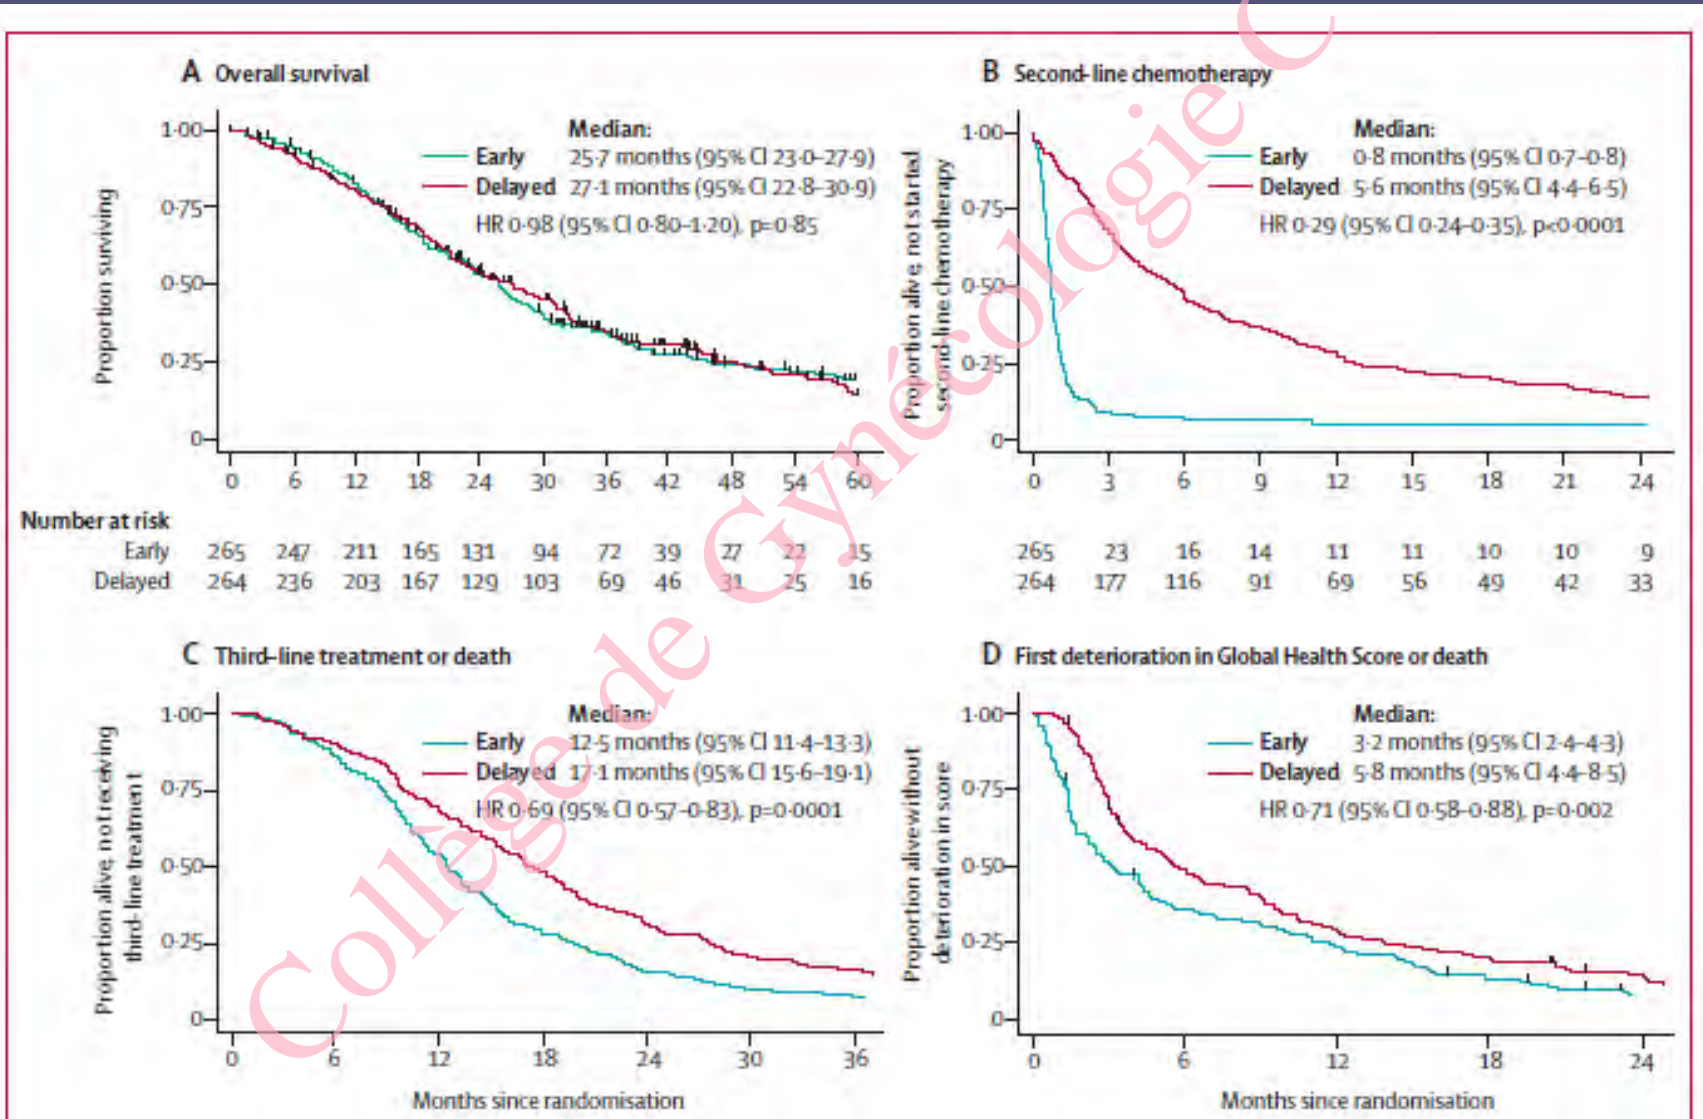 A Overall survival
Proportion surviving
1·00
0·75
0·50
0·25
0
Median:
Early 25·7 months (95% CI 23·0–27·9)
Delayed 27·1 months (95% CI 22·8–30·9)
HR 0·98 (95% CI 0·80–1·20), p=0·85
0 6 12 18 24 30 36 42 48 54 60
Number at risk
Early 265 247 211 165 131 94 72 39 27 22 15
Delayed 264 236 203 167 129 103 69 46 31 25 16
B Second-line chemotherapy
Proportion alive, not started
second-line chemotherapy
1·00
0·75
0·50
0·25
0
Median:
Early 0·8 months (95% CI 0·7–0·8)
Delayed 5·6 months (95% CI 4·4–6·5)
HR 0·29 (95% CI 0·24–0·35), p<0·0001
0 3 6 9 12 15 18 21 24
265 23 16 14 11 11 10 10 9
264 177 116 91 69 56 49 42 33
C Third-line treatment or death
Proportion alive, not receiving
third-line treatment
1·00
0·75
0·50
0·25
0
Median:
Early 12·5 months (95% CI 11·4–13·3)
Delayed 17·1 months (95% CI 15·6–19·1)
HR 0·69 (95% CI 0·57–0·83), p=0·0001
0 6 12 18 24 30 36
Months since randomisation
D First deterioration in Global Health Score or death
Proportion alive without
deterioration in score
1·00
0·75
0·50
0·25
0
Median:
Early 3·2 months (95% CI 2·4–4·3)
Delayed 5·8 months (95% CI 4·4–8·5)
HR 0·71 (95% CI 0·58–0·88), p=0·002
0 6 12 18 24
Months since randomisation
Collège de Gynécologie C